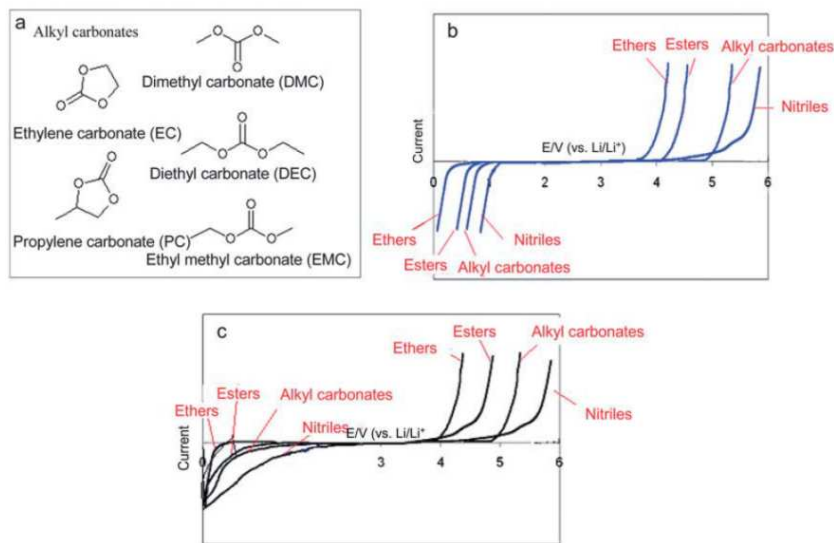 a
Alkyl carbonates
O
O
O
Dimethyl carbonate (DMC)
O
O
O
Ethylene carbonate (EC)
O
O
O
Diethyl carbonate (DEC)
O
O
O
Propylene carbonate (PC)
O
O
O
Ethyl methyl carbonate (EMC)
b
Ethers
Esters
Alkyl carbonates
Nitriles
Current
E/V (vs. Li/Li⁺)
0
1
2
3
4
5
6
Ethers
Nitriles
Esters
Alkyl carbonates
c
Esters
Alkyl carbonates
Ethers
Nitriles
Esters
Alkyl carbonates
Ethers
Nitriles
Current
E/V (vs. Li/Li⁺
0
3
4
5
6